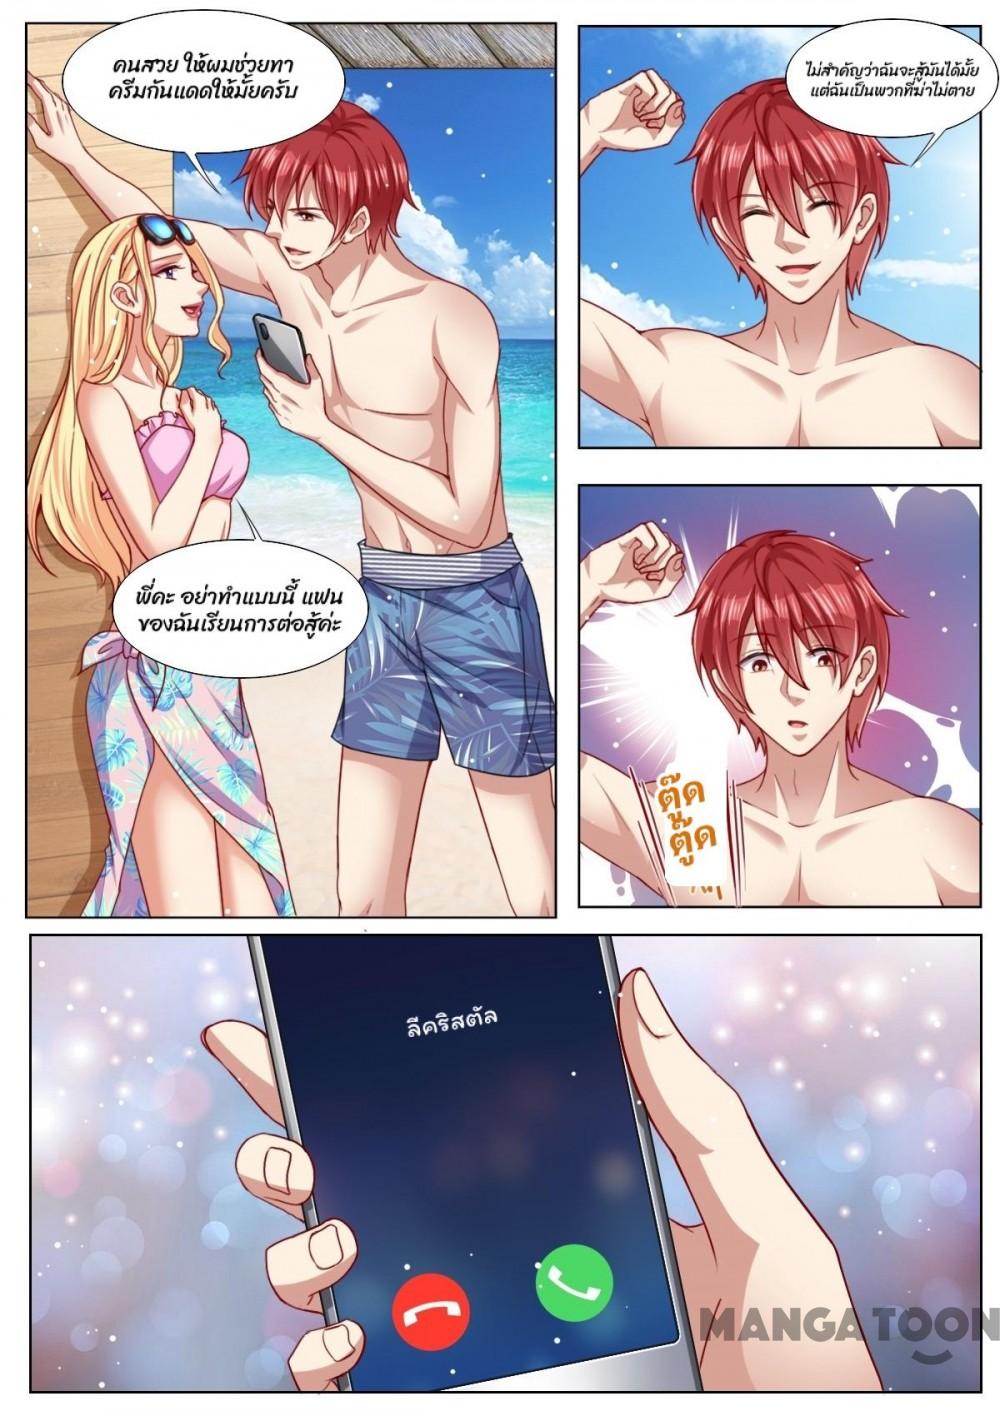 คนสวย ให้ผมช่วยทา
ครีมกันแดดให้มั้ยครับ
พี่คะ อย่าทำแบบนี้ แฟน
ของฉันเรียนการต่อสู้ค่ะ
ไม่สำคัญว่าฉันจะสู้มันได้มั้ย
แต่ฉันเป็นพวกที่ฆ่าไม่ตาย
ตู๊ด
ตู๊ด
ลีคริสตัล
MANGATOON